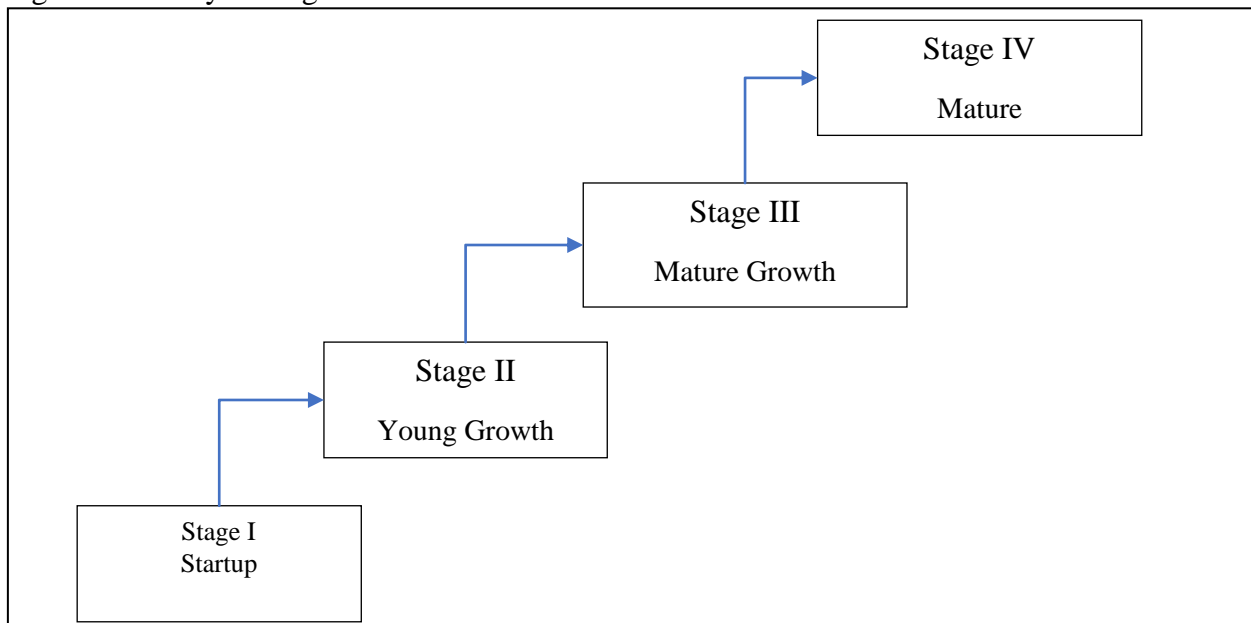 Stage IV
Mature
Stage III
Mature Growth
Stage II
Young Growth
Stage I
Startup